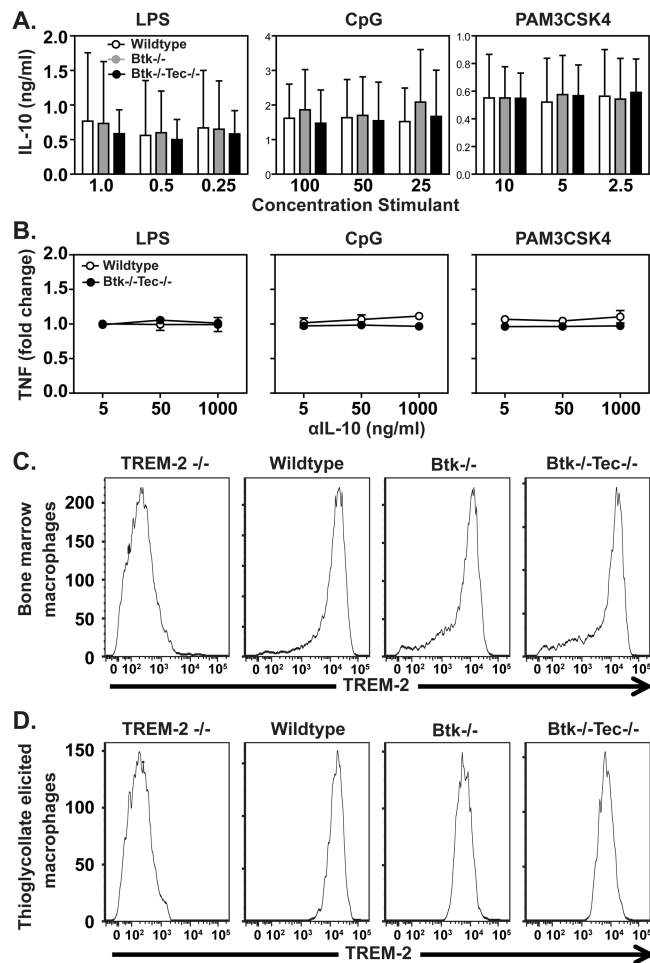 A.
LPS CpG PAM3CSK4
IL-10 (ng/ml)
2.0 1.5 1.0 0.5 0.0
Wildtype
Btk-/-
Btk-/-Tec-/-
4 3 2 1 0
1.0 0.8 0.6 0.4 0.2 0.0
1.0 0.5 0.25 100 50 25 10 5 2.5
Concentration Stimulant
B.
LPS CpG PAM3CSK4
TNF (fold change)
2.0 1.5 1.0 0.5 0.0
Wildtype
Btk-/-Tec-/-
5 50 1000 5 50 1000 5 50 1000
αIL-10 (ng/ml)
C.
TREM-2 -/- Wildtype Btk-/- Btk-/-Tec-/-
Bone marrow
macrophages
200 150 100 50 0
0 10² 10³ 10⁴ 10⁵ 0 10² 10³ 10⁴ 10⁵ 0 10² 10³ 10⁴ 10⁵ 0 10² 10³ 10⁴ 10⁵
TREM-2
D.
TREM-2 -/- Wildtype Btk-/- Btk-/-Tec-/-
Thioglycollate elicited
macrophages
150 100 50 0
0 10² 10³ 10⁴ 10⁵ 0 10² 10³ 10⁴ 10⁵ 0 10² 10³ 10⁴ 10⁵ 0 10² 10³ 10⁴ 10⁵
TREM-2